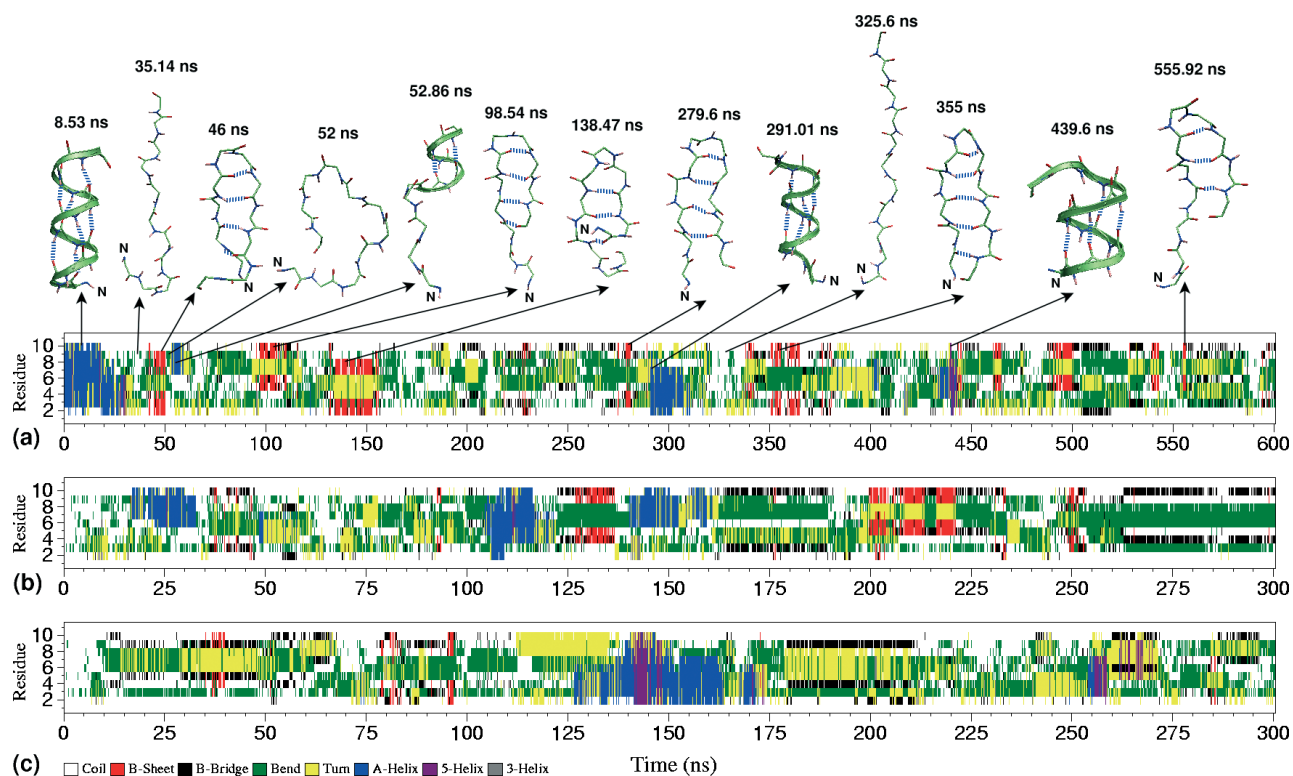 325.6 ns
35.14 ns
555.92 ns
52.86 ns
8.53 ns
46 ns
52 ns
98.54 ns
138.47 ns
279.6 ns
291.01 ns
355 ns
439.6 ns
N
N
N
N
N
N
N
N
N
N
N
N
N
Residue
10
8
6
4
2
(a)
0 50 100 150 200 250 300 350 400 450 500 550 600
Residue
10
8
6
4
2
(b)
0 25 50 75 100 125 150 175 200 225 250 275 300
Residue
10
8
6
4
2
0 25 50 75 100 125 150 175 200 225 250 275 300
(c) Coil B-Sheet B-Bridge Bend Turn A-Helix 5-Helix 3-Helix Time (ns)